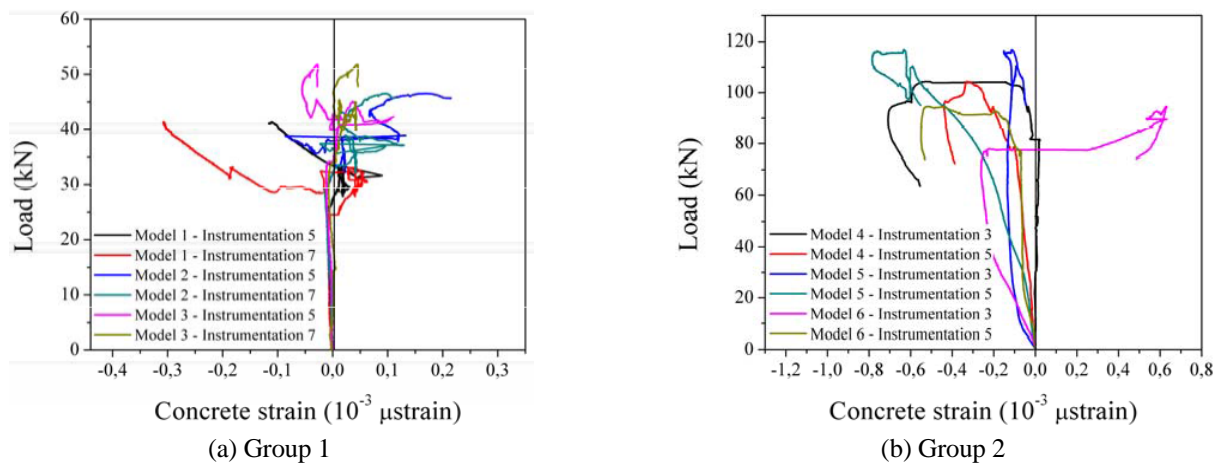 60
50
40
30
20
10
0
Load (kN)
Model 1 - Instrumentation 5
Model 1 - Instrumentation 7
Model 2 - Instrumentation 5
Model 2 - Instrumentation 7
Model 3 - Instrumentation 5
Model 3 - Instrumentation 7
-0,4 -0,3 -0,2 -0,1 0,0 0,1 0,2 0,3
Concrete strain (10⁻³ μstrain)
(a) Group 1
120
100
80
60
40
20
0
Load (kN)
Model 4 - Instrumentation 3
Model 4 - Instrumentation 5
Model 5 - Instrumentation 3
Model 5 - Instrumentation 5
Model 6 - Instrumentation 3
Model 6 - Instrumentation 5
-1,2 -1,0 -0,8 -0,6 -0,4 -0,2 0,0 0,2 0,4 0,6 0,8
Concrete strain (10⁻³ μstrain)
(b) Group 2